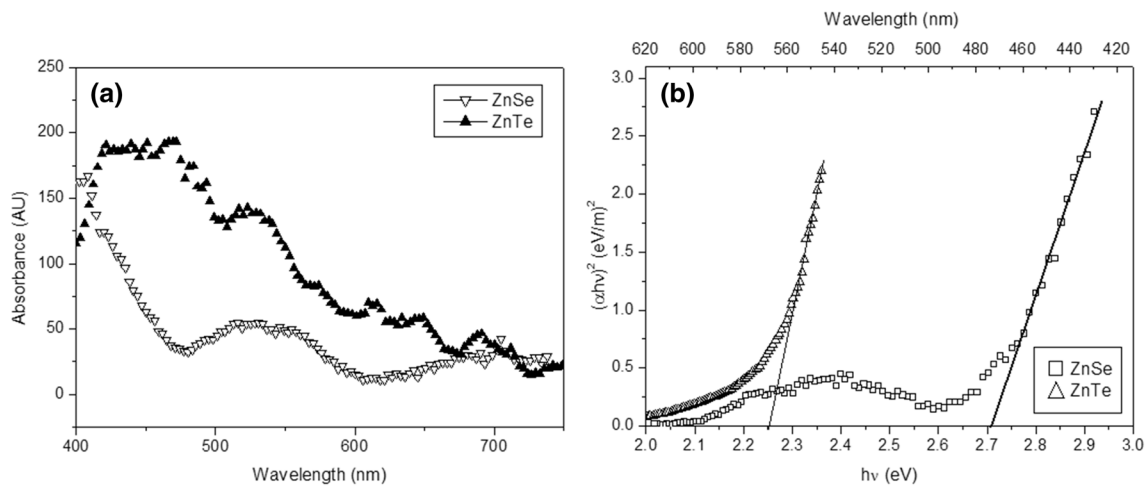 (a)
ZnSe
ZnTe
250
200
150
100
50
0
400 500 600 700
Absorbance (AU)
Wavelength (nm)
Wavelength (nm)
620 600 580 560 540 520 500 480 460 440 420
(b)
3.0
2.5
2.0
1.5
1.0
0.5
0.0
(αhν)² (eV/m)²
ZnSe
ZnTe
2.0 2.1 2.2 2.3 2.4 2.5 2.6 2.7 2.8 2.9 3.0
hν (eV)